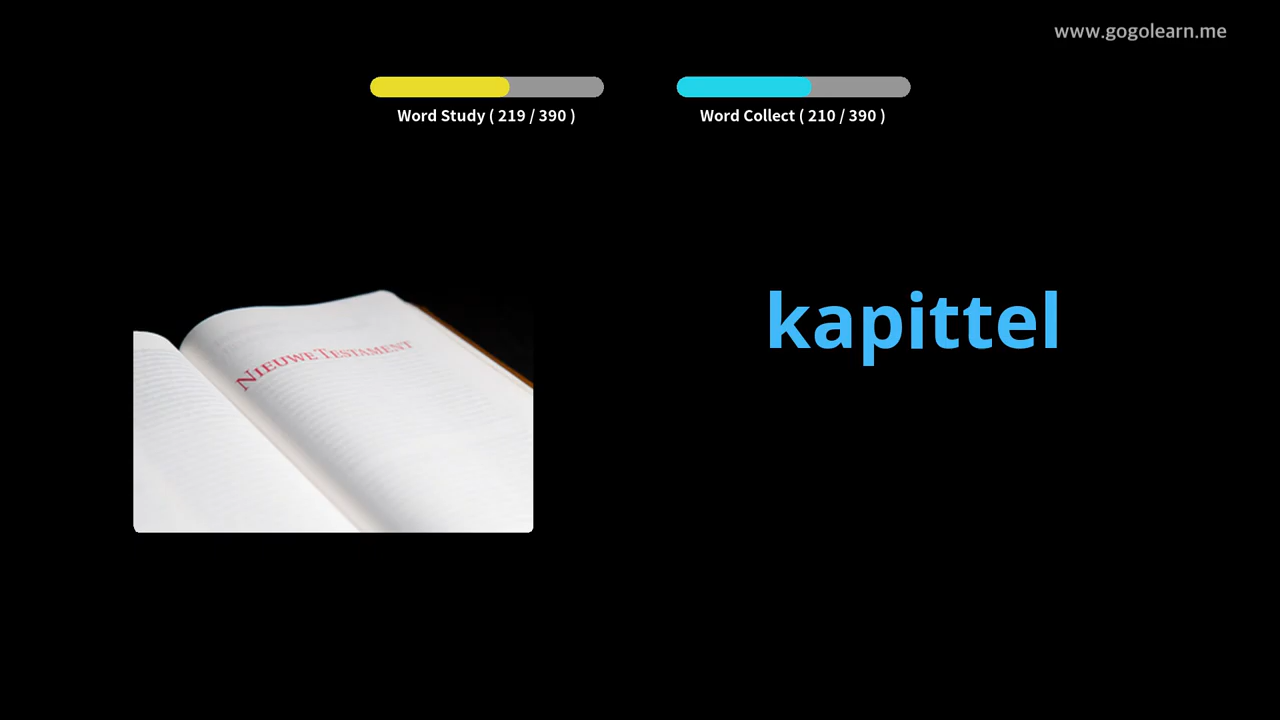 www.gogolearn.me
Word Study ( 219 / 390 )
Word Collect ( 210 / 390 )
kapittel
NIEUWE TESTAMENT